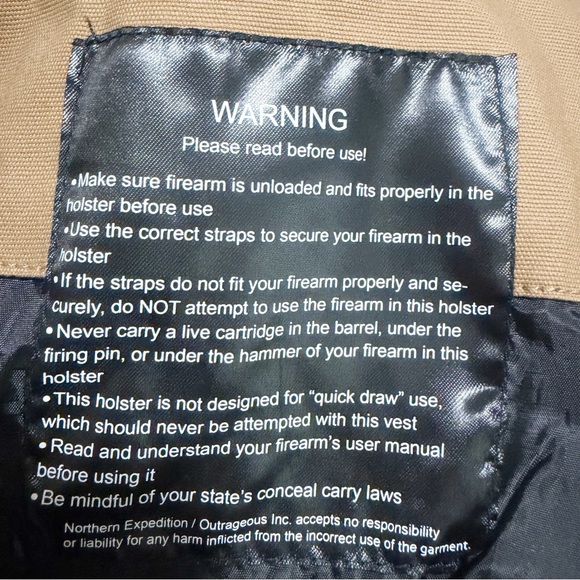 WARNING
Please read before use!
•Make sure firearm is unloaded and fits properly in the
holster before use
•Use the correct straps to secure your firearm in the
holster
•If the straps do not fit your firearm properly and se-
curely, do NOT attempt to use the firearm in this holster
•Never carry a live cartridge in the barrel, under the
firing pin, or under the hammer of your firearm in this
holster
•This holster is not designed for “quick draw” use,
which should never be attempted with this vest
•Read and understand your firearm's user manual
before using it
•Be mindful of your state's conceal carry laws
Northern Expedition / Outrageous Inc. accepts no responsibility
or liability for any harm inflicted from the incorrect use of the garment.